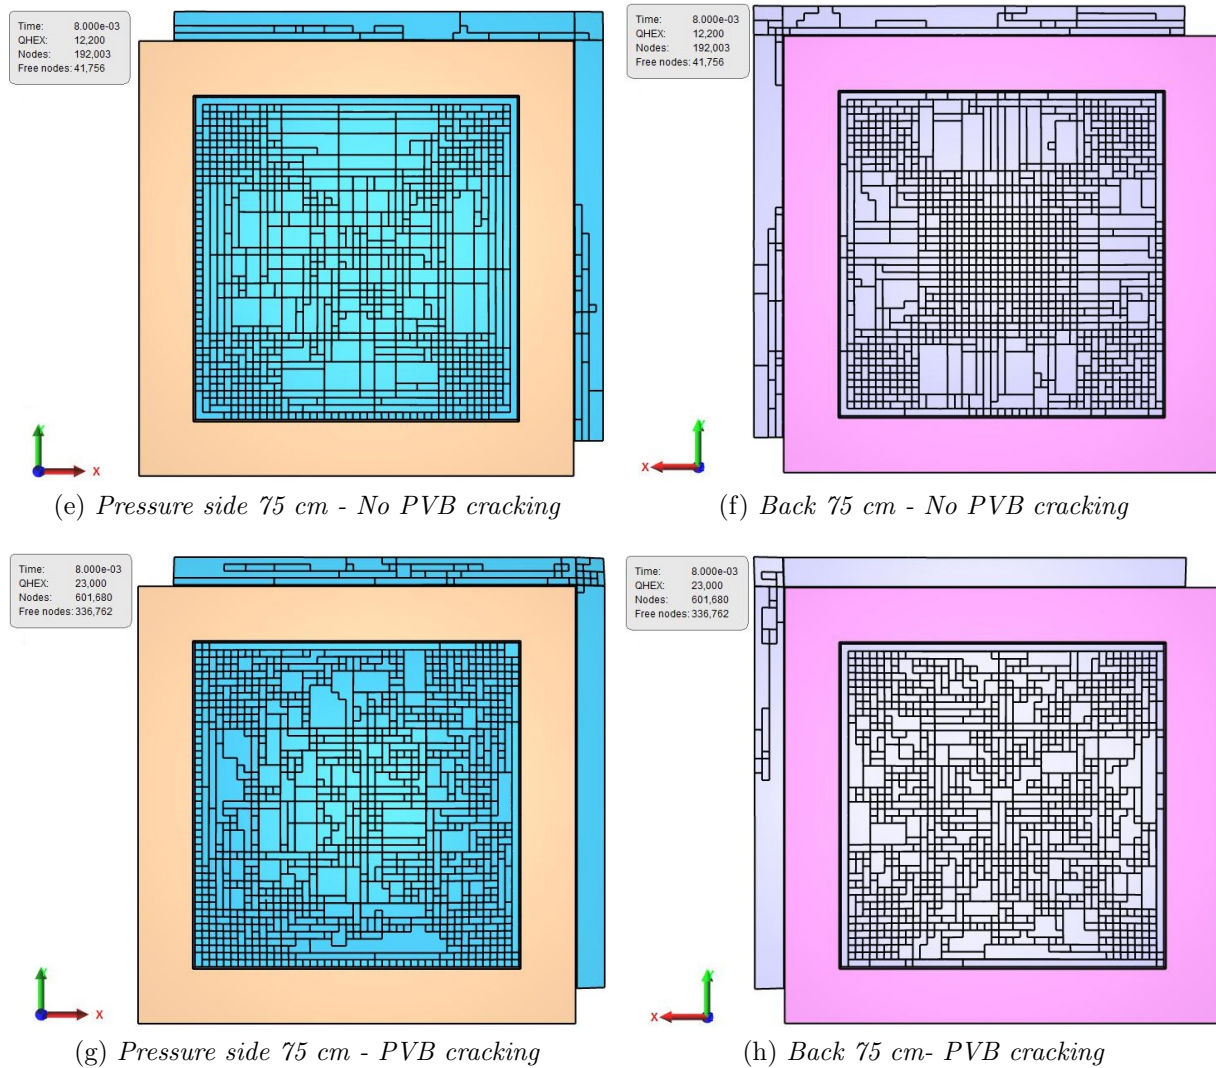 Time: 8.000e-03
QHEX: 12,200
Nodes: 192,003
Free nodes: 41,756
X
(e) Pressure side 75 cm - No PVB cracking
Time: 8.000e-03
QHEX: 12,200
Nodes: 192,003
Free nodes: 41,756
X
(f) Back 75 cm - No PVB cracking
Time: 8.000e-03
QHEX: 23,000
Nodes: 601,680
Free nodes: 336,762
X
(g) Pressure side 75 cm - PVB cracking
Time: 8.000e-03
QHEX: 23,000
Nodes: 601,680
Free nodes: 336,762
X
(h) Back 75 cm- PVB cracking